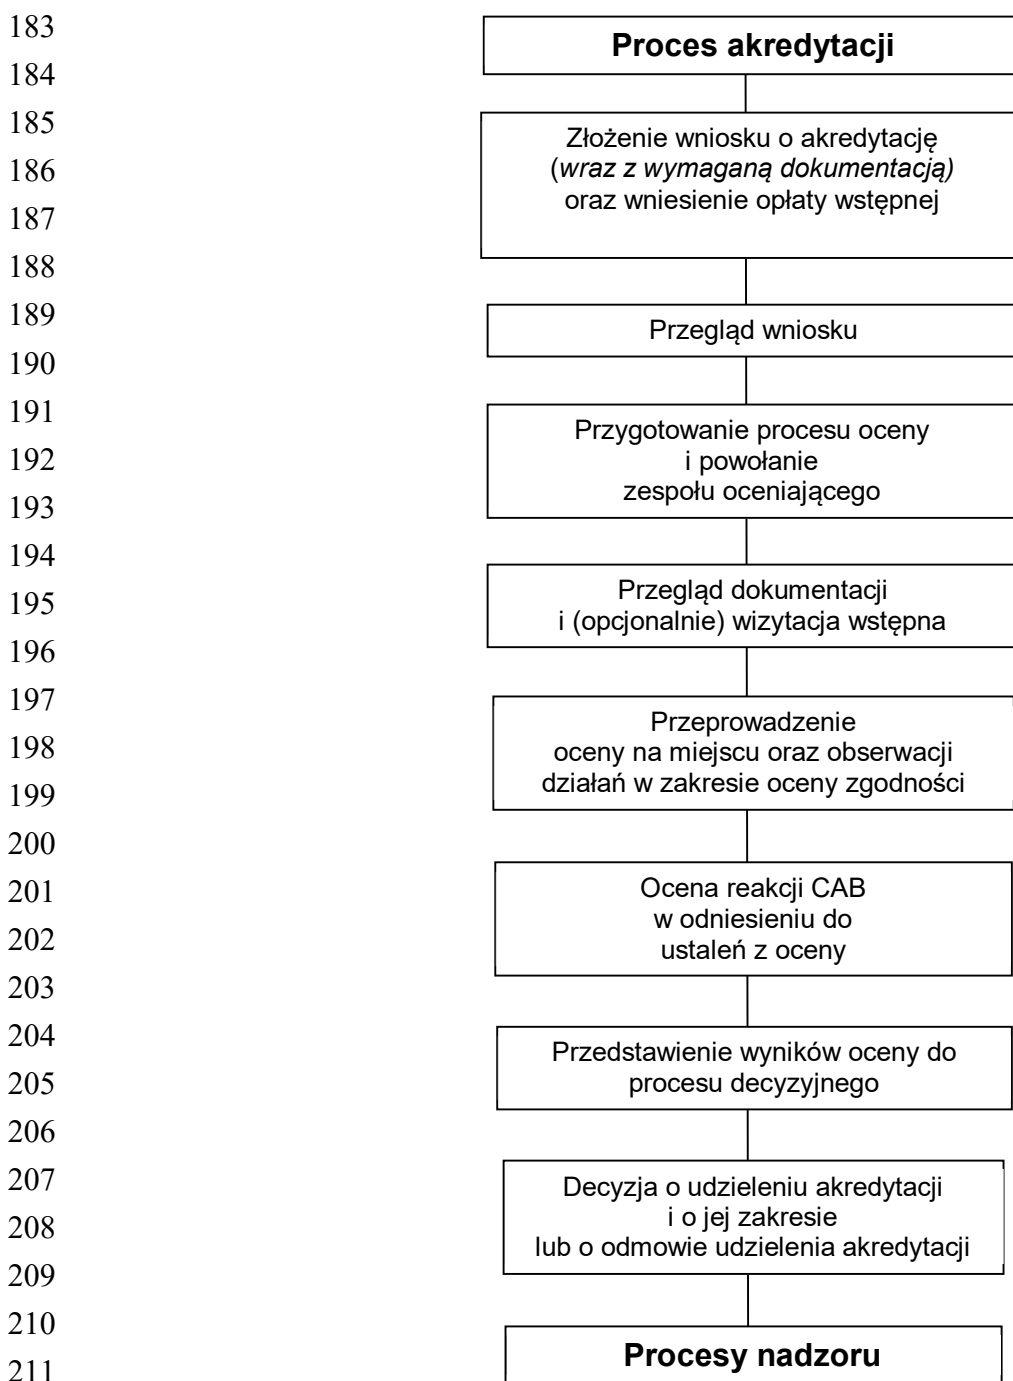 183
Proces akredytacji
184
185
Złożenie wniosku o akredytację
186
(wraz z wymaganą dokumentacją)
oraz wniesienie opłaty wstępnej
187
188
189
Przegląd wniosku
190
191
Przygotowanie procesu oceny
192
i powołanie
zespołu oceniającego
193
194
Przegląd dokumentacji
195
i (opcjonalnie) wizytacja wstępna
196
197
Przeprowadzenie
198
oceny na miejscu oraz obserwacji
działań w zakresie oceny zgodności
199
200
201
Ocena reakcji CAB
w odniesieniu do
202
ustaleń z oceny
203
204
Przedstawienie wyników oceny do
205
procesu decyzyjnego
206
207
Decyzja o udzieleniu akredytacji
i o jej zakresie
208
lub o odmowie udzielenia akredytacji
209
210
Procesy nadzoru
211